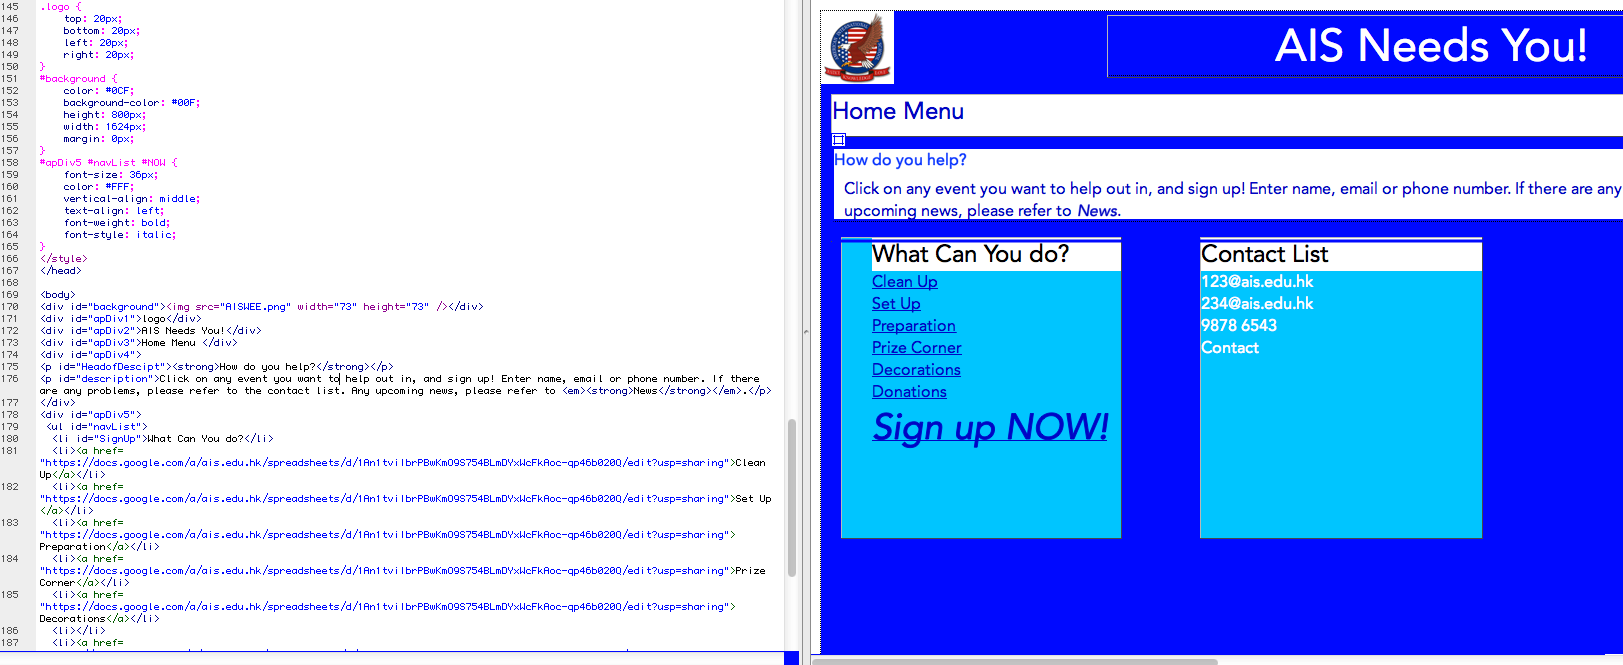 145 .logo {
146 top: 20px;
147 bottom: 20px;
148 left: 20px;
149 right: 20px;
150 }
151 #background {
152 color: #0CF;
153 background-color: #00F;
154 height: 800px;
155 width: 1624px;
156 margin: 0px;
157 }
158 #apDiv5 #navList #NOW {
159 font-size: 36px;
160 color: #FFF;
161 vertical-align: middle;
162 text-align: left;
163 font-weight: bold;
164 font-style: italic;
165 }
166 </style>
167 </head>
168
169 <body>
170 <div id="background"><img src="AISWEE.png" width="73" height="73" /></div>
171 <div id="apDiv1">logo</div>
172 <div id="apDiv2">AIS Needs You!</div>
173 <div id="apDiv3">Home Menu </div>
174 <div id="apDiv4">
175 <p id="HeadofDescipt"><strong>How do you help?</strong></p>
176 <p id="description">Click on any event you want to help out in, and sign up! Enter name, email or phone number. If there
are any problems, please refer to the contact list. Any upcoming news, please refer to <em><strong>News</strong></em>.</p>
177 </div>
178 <div id="apDiv5">
179 <ul id="navList">
180 <li id="SignUp">What Can You do?</li>
181 <li><a href=
"https://docs.google.com/a/ais.edu.hk/spreadsheets/d/1An1tviIbrPBwKmO9S754BLmDYxWcFkAoc-qp46b020Q/edit?usp=sharing">Clean
Up</a></li>
182 <li><a href=
"https://docs.google.com/a/ais.edu.hk/spreadsheets/d/1An1tviIbrPBwKmO9S754BLmDYxWcFkAoc-qp46b020Q/edit?usp=sharing">Set Up
</a></li>
183 <li><a href=
"https://docs.google.com/a/ais.edu.hk/spreadsheets/d/1An1tviIbrPBwKmO9S754BLmDYxWcFkAoc-qp46b020Q/edit?usp=sharing">
Preparation</a></li>
184 <li><a href=
"https://docs.google.com/a/ais.edu.hk/spreadsheets/d/1An1tviIbrPBwKmO9S754BLmDYxWcFkAoc-qp46b020Q/edit?usp=sharing">Prize
Corner</a></li>
185 <li><a href=
"https://docs.google.com/a/ais.edu.hk/spreadsheets/d/1An1tviIbrPBwKmO9S754BLmDYxWcFkAoc-qp46b020Q/edit?usp=sharing">
Decorations</a></li>
186 <li></li>
187 <li><a href=
AIS Needs You!
Home Menu
How do you help?
Click on any event you want to help out in, and sign up! Enter name, email or phone number. If there are any
upcoming news, please refer to News.
What Can You do?
Clean Up
Set Up
Preparation
Prize Corner
Decorations
Donations
Sign up NOW!
Contact List
123@ais.edu.hk
234@ais.edu.hk
9878 6543
Contact